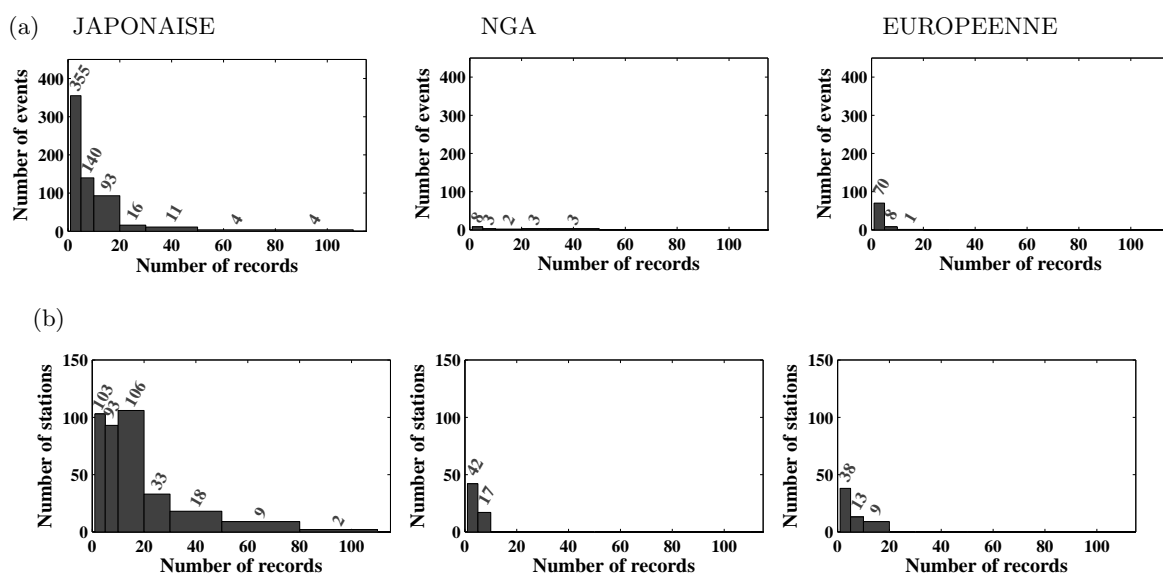 (a) JAPONAISE NGA EUROPEENNE
Number of events
400
300
200
100
0
355
140
93
16
11
4
4
0 20 40 60 80 100
Number of records
Number of events
400
300
200
100
0
8
3
2
3
3
0 20 40 60 80 100
Number of records
Number of events
400
300
200
100
0
70
8
1
0 20 40 60 80 100
Number of records
(b)
Number of stations
150
100
50
0
103
93
106
33
18
9
2
0 20 40 60 80 100
Number of records
Number of stations
150
100
50
0
42
17
0 20 40 60 80 100
Number of records
Number of stations
150
100
50
0
38
13
9
0 20 40 60 80 100
Number of records